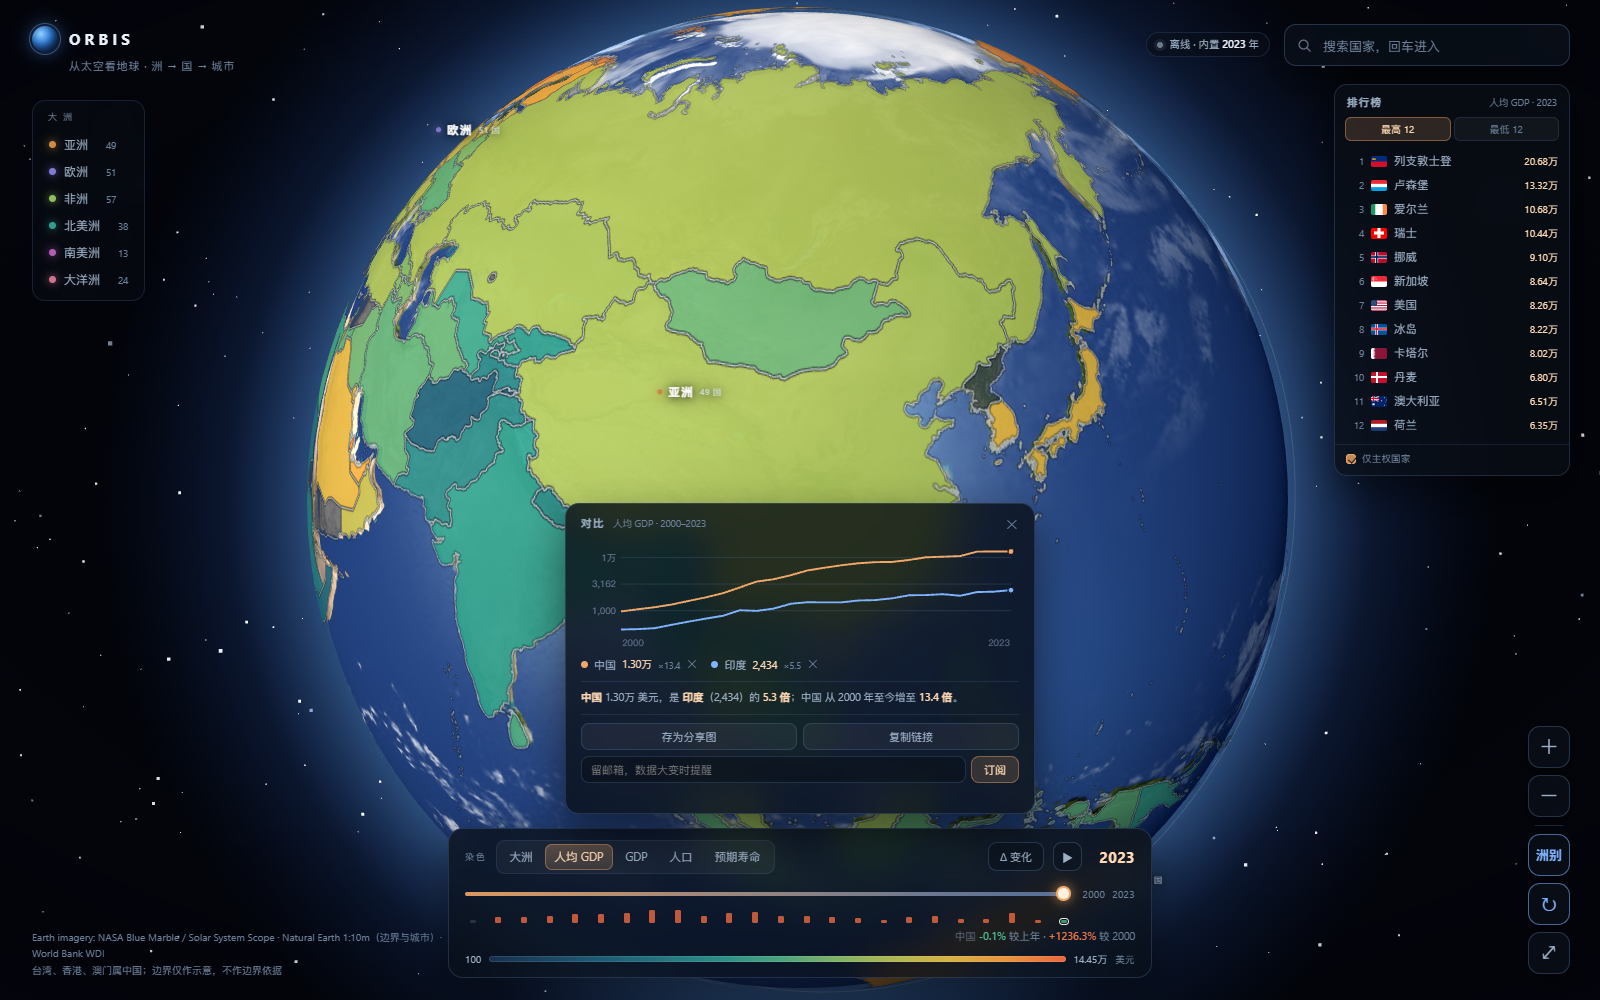 ORBIS
从太空看地球 · 洲 → 国 → 城市
离线 · 内置 2023 年
搜索国家，回车进入
大 洲
亚洲 49
欧洲 51
非洲 57
北美洲 38
南美洲 13
大洋洲 24
欧洲 51 国
亚洲 49 国
排行榜 人均 GDP · 2023
最高 12 最低 12
1 列支敦士登 20.68万
2 卢森堡 13.32万
3 爱尔兰 10.68万
4 瑞士 10.44万
5 挪威 9.10万
6 新加坡 8.64万
7 美国 8.26万
8 冰岛 8.22万
9 卡塔尔 8.02万
10 丹麦 6.80万
11 澳大利亚 6.51万
12 荷兰 6.35万
仅主权国家
对比 人均 GDP · 2000–2023
1万
3,162
1,000
2000 2023
中国 1.30万 ×13.4 印度 2,434 ×5.5
中国 1.30万 美元，是 印度（2,434）的 5.3 倍；中国 从 2000 年至今增至 13.4 倍。
存为分享图 复制链接
留邮箱，数据大变时提醒 订阅
染色 大洲 人均 GDP GDP 人口 预期寿命 Δ 变化 ▶ 2023
2000 2023
国
中国 -0.1% 较上年 · +1236.3% 较 2000
100 14.45万 美元
洲别
Earth imagery: NASA Blue Marble / Solar System Scope · Natural Earth 1:10m（边界与城市）·
World Bank WDI
台湾、香港、澳门属中国；边界仅作示意，不作边界依据